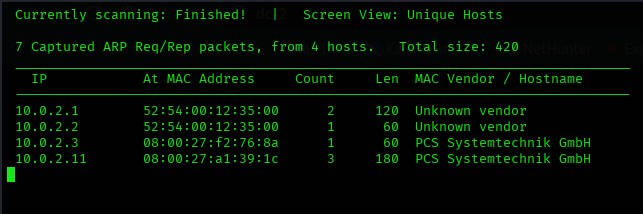 Currently scanning: Finished! | Screen View: Unique Hosts
7 Captured ARP Req/Rep packets, from 4 hosts. Total size: 420
IP At MAC Address Count Len MAC Vendor / Hostname
10.0.2.1 52:54:00:12:35:00 2 120 Unknown vendor
10.0.2.2 52:54:00:12:35:00 1 60 Unknown vendor
10.0.2.3 08:00:27:f2:76:8a 1 60 PCS Systemtechnik GmbH
10.0.2.11 08:00:27:a1:39:1c 3 180 PCS Systemtechnik GmbH